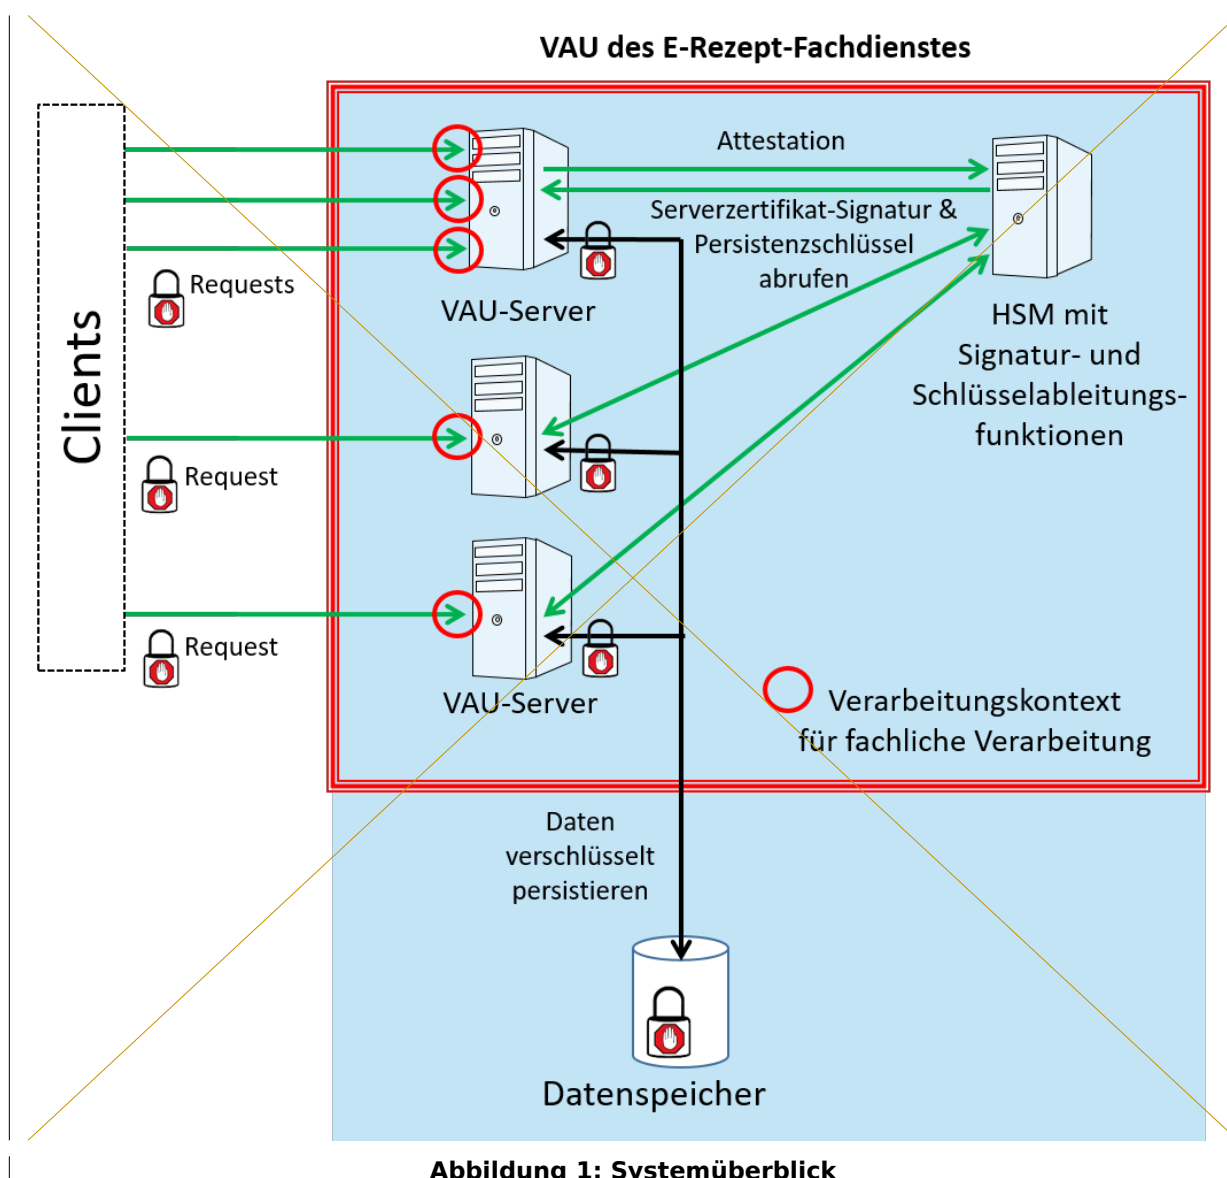 VAU des E-Rezept-Fachdienstes
Clients
Requests
Request
Request
VAU-Server
VAU-Server
Attestation
Serverzertifikat-Signatur &
Persistenzschlüssel
abrufen
HSM mit
Signatur- und
Schlüsselableitungs-
funktionen
Verarbeitungskontext
für fachliche Verarbeitung
Daten
verschlüsselt
persistieren
Datenspeicher
Abbildung 1: Systemüberblick